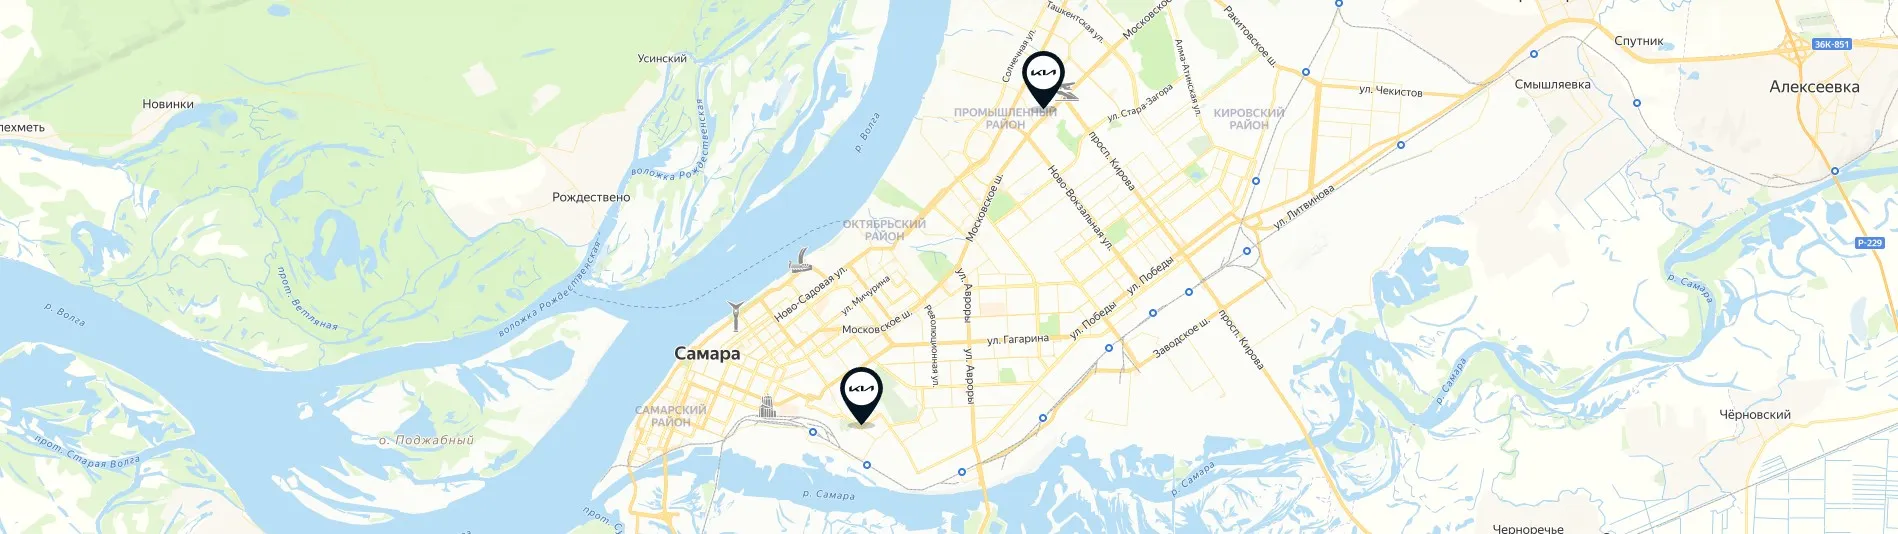 Ташкентская ул.
Московское
Ракитовское ш.
Солнечная ул.
Алма-Атинская ул.
Спутник
36К-851
Усинский
KIA
Смышляевка
Алексеевка
ул. Чекистов
Новинки
ул. Стара-Загора
ПРОМЫШЛЕННЫЙ
РАЙОН
КИРОВСКИЙ
РАЙОН
р. Волга
воложка Рождественская
просп. Кирова
Рождествено
Ново-Вокзальная ул.
Московское ш.
ул. Литвинова
ОКТЯБРЬСКИЙ
РАЙОН
Р-229
р. Самара
р. Волга
прот. Ветляная
воложка Рождественская
Ново-Садовая ул.
ул. Мичурина
ул. Авроры
ул. Победы
ул. Победы
Московское ш.
Революционная ул.
ул. Гагарина
Заводское ш.
просп. Кирова
Самара
ул. Авроры
KIA
р. Самара
САМАРСКИЙ
РАЙОН
Чёрновский
о. Поджабный
прот. Старая Волга
р. Самара
р. Самара
Черноречье